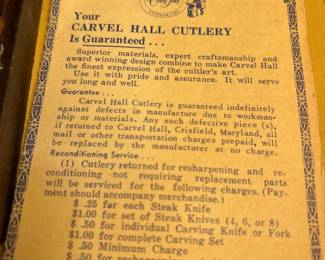 Your
CARVEL HALL CUTLERY
Is Guaranteed . . .
Superior materials, expert craftsmanship and
award winning design combine to make Carvel Hall
the finest expression of the cultler's art.
Use it with pride and assurance. It will serve
you long and well.
Guarantee . . .
Carvel Hall Cutlery is guaranteed indefinitely
against defects in manufacture due to workman-
ship or materials. Any such defective piece (s),
if returned to Carvel Hall, Crisfield, Maryland, all
mail or other transportation charges prepaid, will
be replaced by the manufacturer at no charge.
Reconditioning Service . . .
(1) Cutlery returned for resharpening and re-
conditioning not requiring replacement parts
will be serviced for the following charges. (Pay-
ment should accompany merchandise.)
$ .25 for each Steak Knife
$1.00 for set of Steak Knives (4, 6, or 8)
$ .50 for individual Carving Knife or Fork
$1.00 for complete Carving Set
$ .50 Minimum Charge
$ .50 for